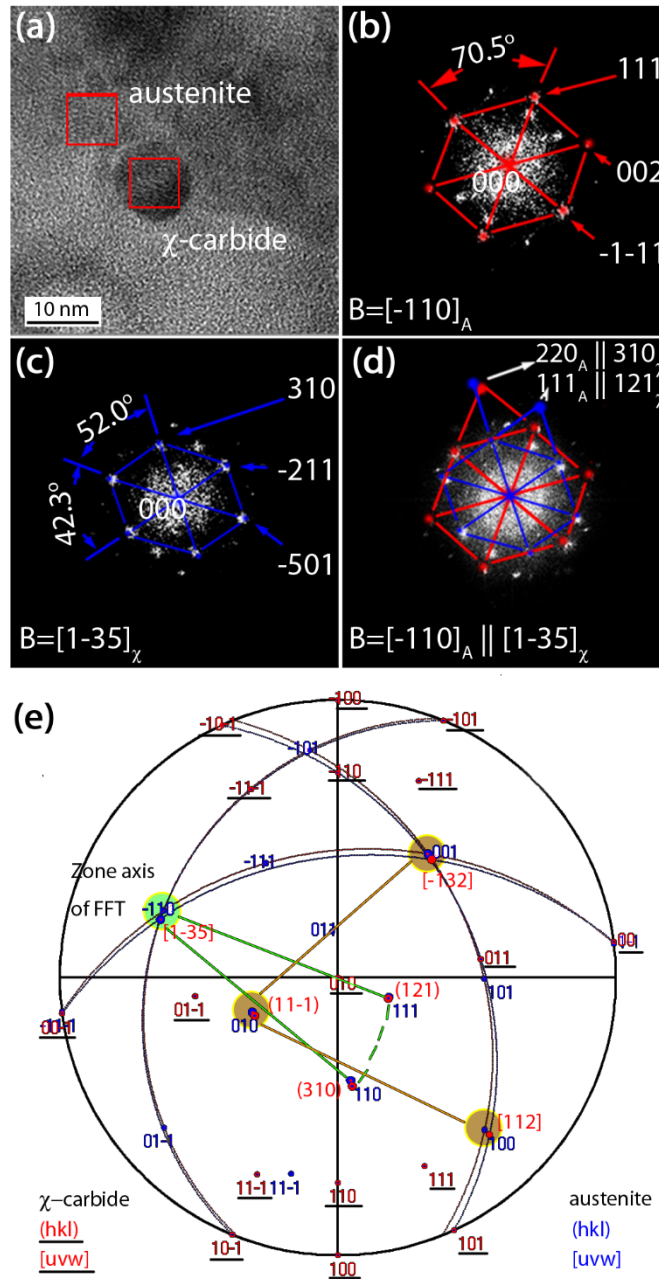 (a)
austenite
χ-carbide
10 nm
(b)
70.5°
111
002
000
-1-11
B=[-110]A
(c)
310
52.0°
-211
000
42.3°
-501
B=[1-35]χ
(d)
220A || 310χ
111A || 121χ
B=[-110]A || [1-35]χ
(e)
-100
-10-1
-101
-101
-110
-11-1
-111
-111
001
[-132]
Zone axis
of FFT
-110
[1-35]
011
011
010
101
01-1
(11-1)
010
(121)
111
00-1
(310)
110
[112]
100
01-1
11-1
11-1
110
111
10-1
101
100
χ-carbide
(hkl)
[uvw]
austenite
(hkl)
[uvw]